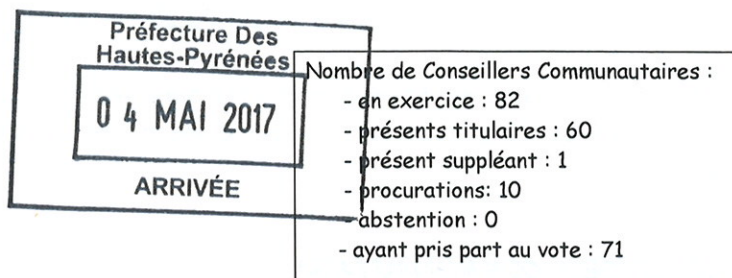 Préfecture Des
Hautes-Pyrénées
0 4 MAI 2017
ARRIVÉE
Nombre de Conseillers Communautaires :
- en exercice : 82
- présents titulaires : 60
- présent suppléant : 1
- procurations: 10
- abstention : 0
- ayant pris part au vote : 71